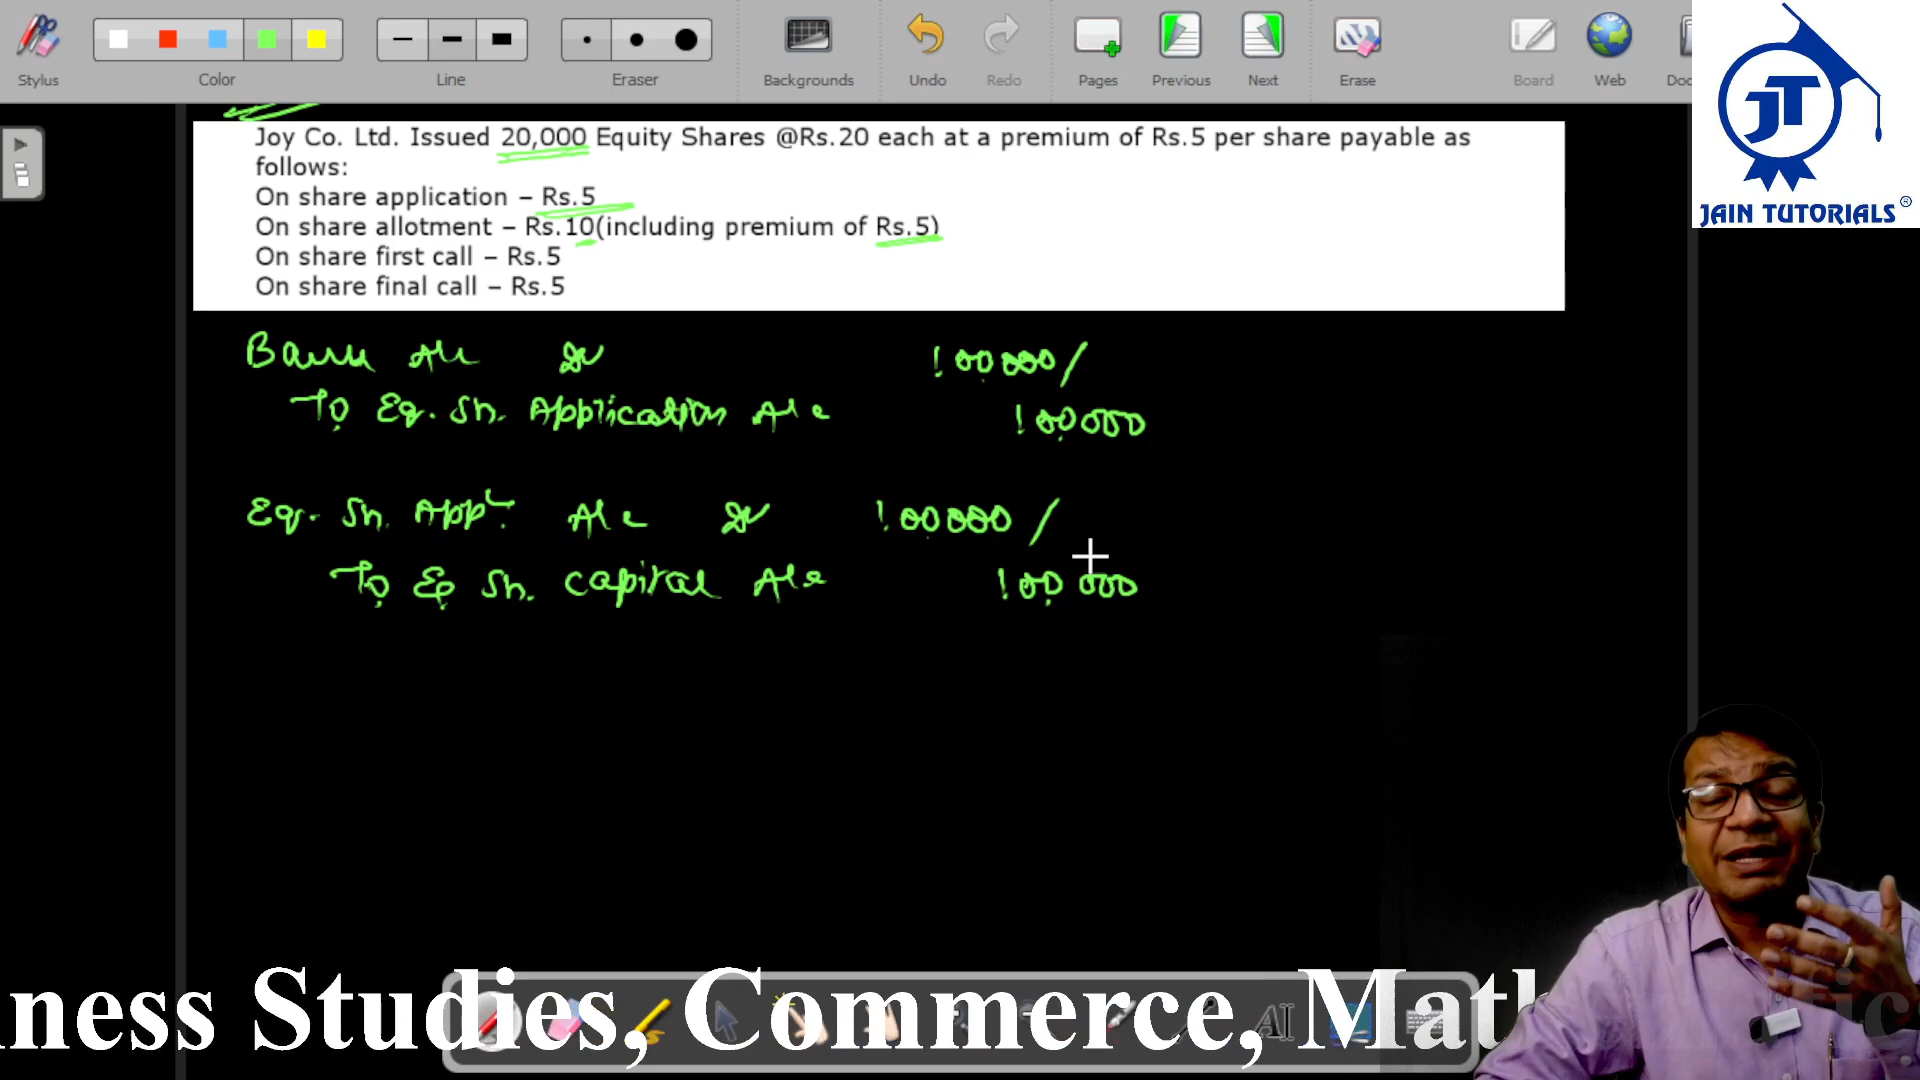 Stylus
Color
Line
Eraser
Backgrounds
Undo
Redo
Pages
Previous
Next
Erase
Board
Web
JT
JAIN TUTORIALS®
Joy Co. Ltd. Issued 20,000 Equity Shares @Rs.20 each at a premium of Rs.5 per share payable as
follows:
On share application – Rs.5
On share allotment – Rs.10(including premium of Rs.5)
On share first call – Rs.5
On share final call – Rs.5
Bank A/c Dr 1,00,000/
To Eq. Sh. Application A/c 1,00,000
Eq. Sh. Appl. A/c Dr 1,00,000/
To Eq Sh. Capital A/c 1,00,000
ness Studies, Commerce, Math
AI